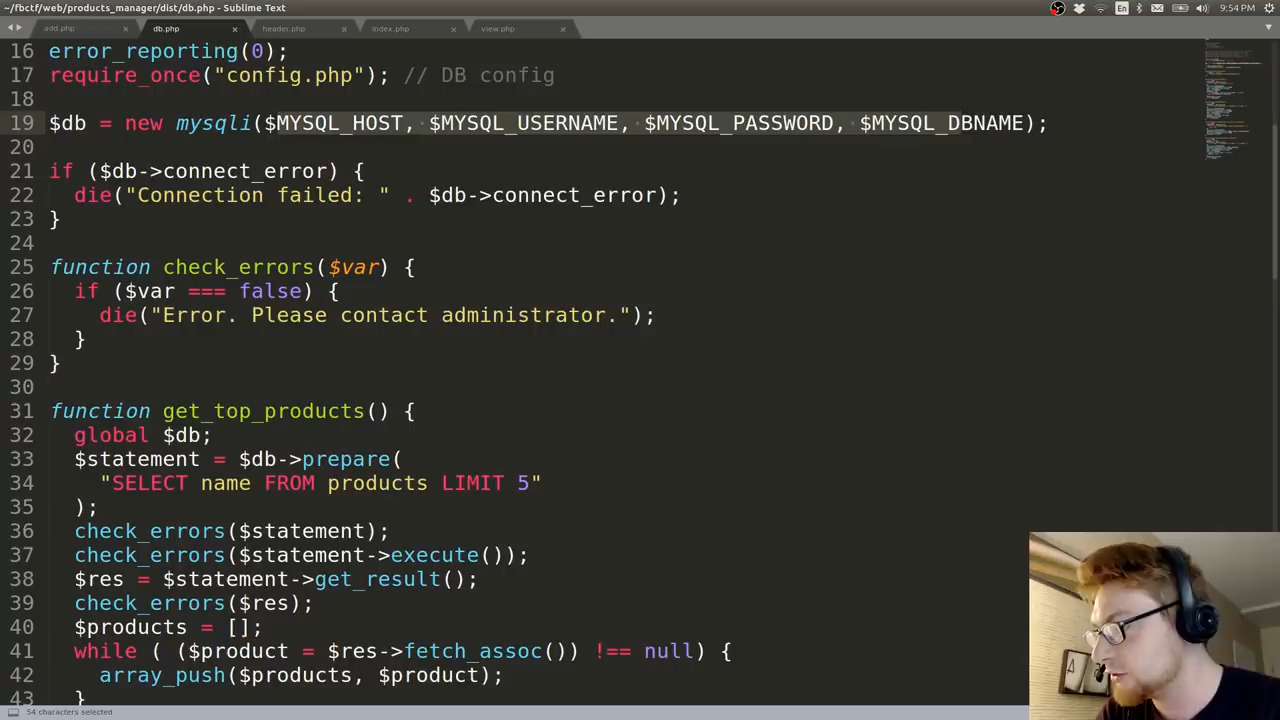 ~/fbctf/web/products_manager/dist/db.php - Sublime Text
En
9:54 PM
add.php × db.php × header.php × index.php × view.php ×
16 error_reporting(0);
17 require_once("config.php"); // DB config
18
19 $db = new mysqli($MYSQL_HOST, $MYSQL_USERNAME, $MYSQL_PASSWORD, $MYSQL_DBNAME);
20
21 if ($db->connect_error) {
22 die("Connection failed: " . $db->connect_error);
23 }
24
25 function check_errors($var) {
26 if ($var === false) {
27 die("Error. Please contact administrator.");
28 }
29 }
30
31 function get_top_products() {
32 global $db;
33 $statement = $db->prepare(
34 "SELECT name FROM products LIMIT 5"
35 );
36 check_errors($statement);
37 check_errors($statement->execute());
38 $res = $statement->get_result();
39 check_errors($res);
40 $products = [];
41 while ( ($product = $res->fetch_assoc()) !== null) {
42 array_push($products, $product);
43 }
54 characters selected